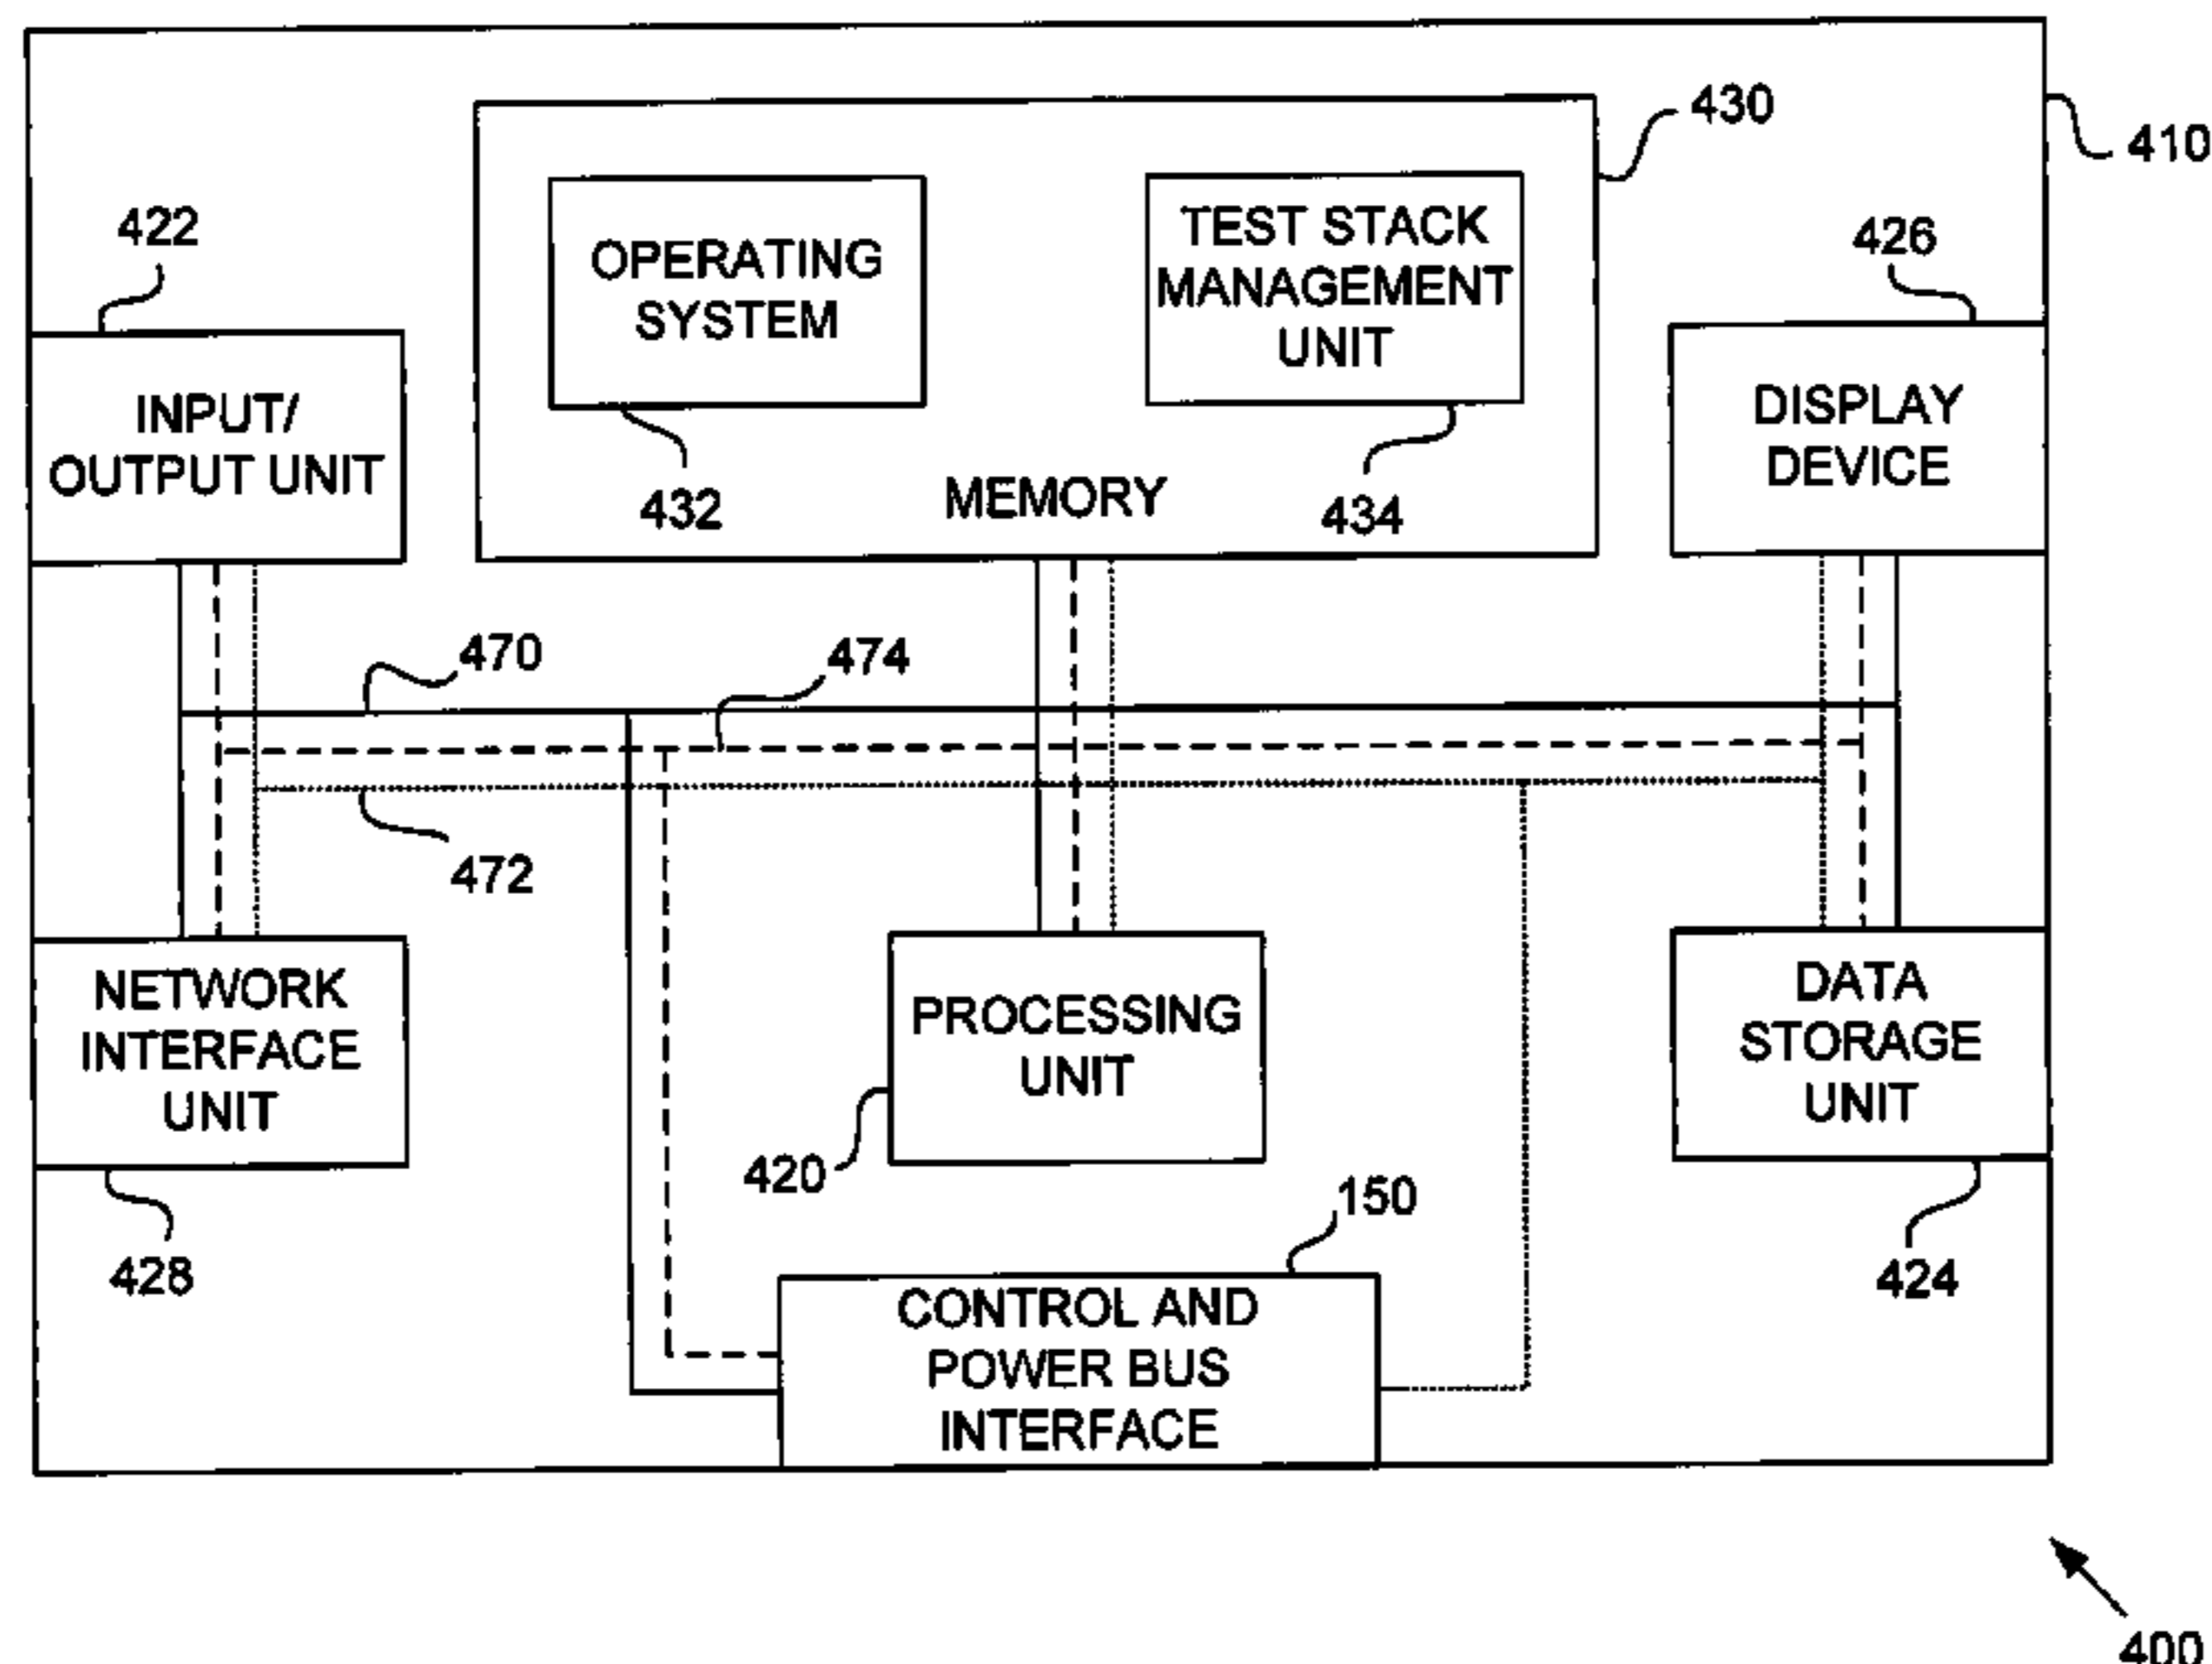 430
410
422
OPERATING
SYSTEM
TEST STACK
MANAGEMENT
UNIT
426
INPUT/
OUTPUT UNIT
432
MEMORY
434
DISPLAY
DEVICE
470
474
472
NETWORK
INTERFACE
UNIT
PROCESSING
UNIT
DATA
STORAGE
UNIT
420
150
428
CONTROL AND
POWER BUS
INTERFACE
424
400